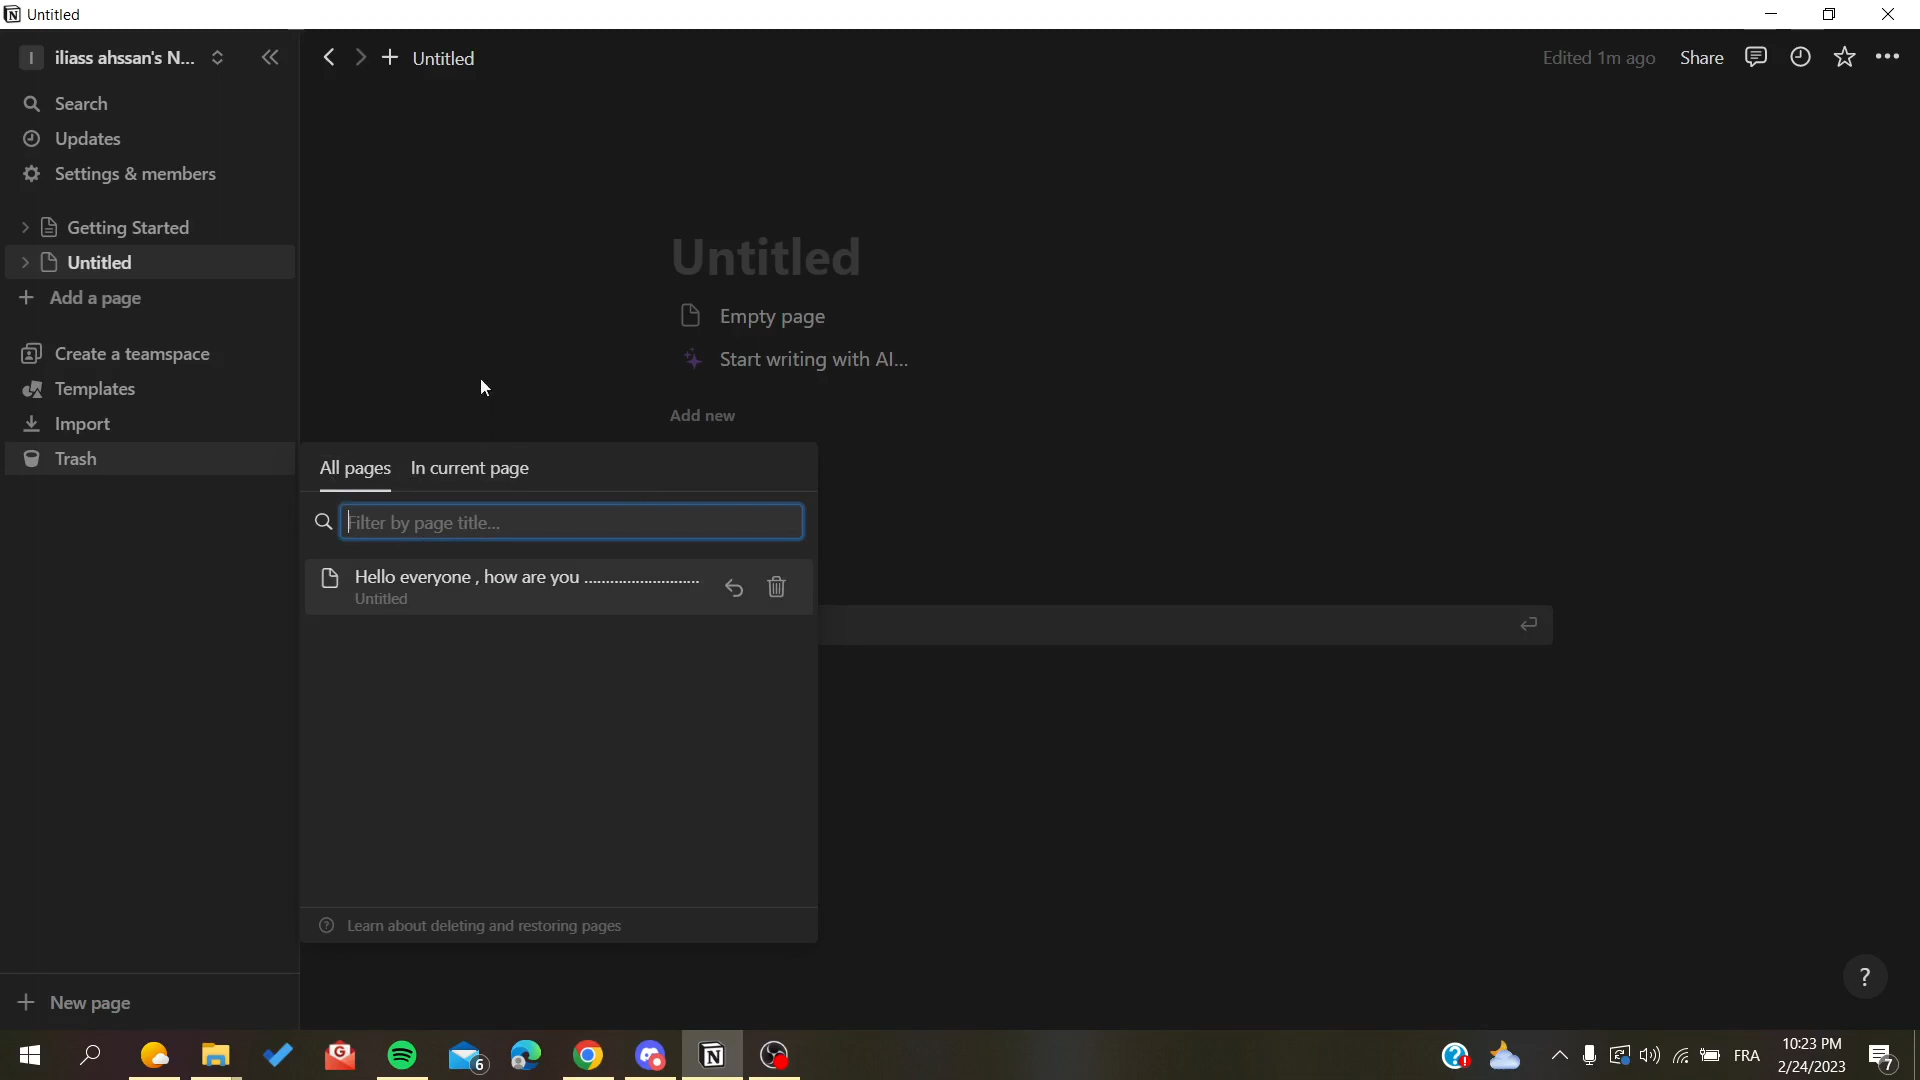 Untitled
I iliass ahssan's N...
Search
Updates
Settings & members
Getting Started
Untitled
+ Add a page
Create a teamspace
Templates
Import
Trash
+ New page
+ Untitled
Edited 1m ago Share
Untitled
Empty page
Start writing with AI...
Add new
All pages In current page
Filter by page title...
Hello everyone , how are you ...........................
Untitled
? Learn about deleting and restoring pages
?
6
FRA
10:23 PM
2/24/2023
7